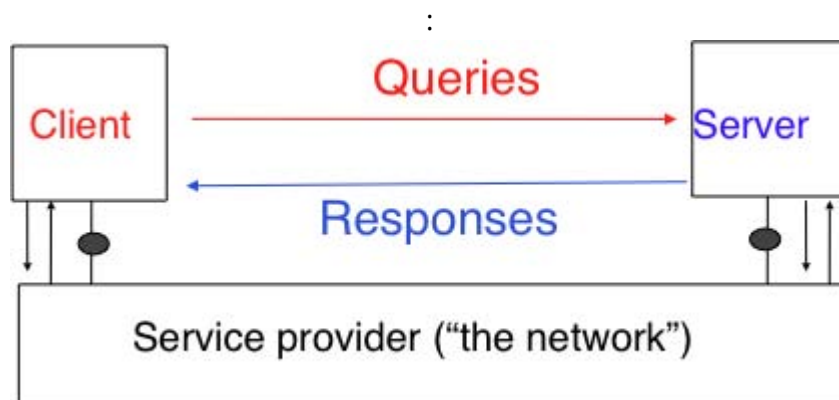 :
Queries
Client
Server
Responses
Service provider (“the network”)